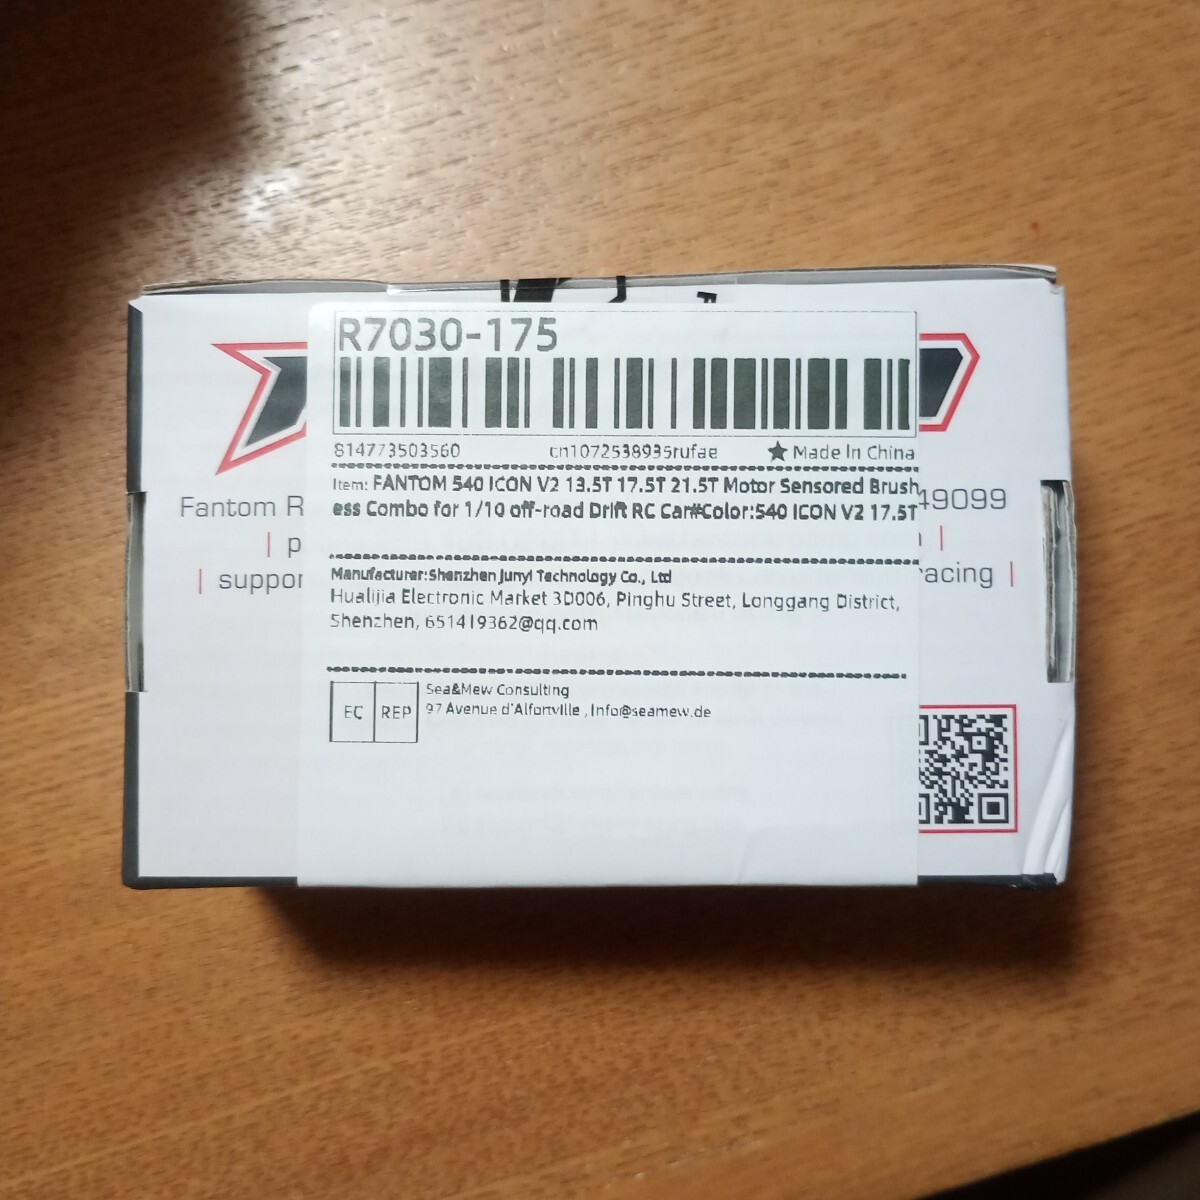 R7030-175
814773503560 cn1072538935rufae ★ Made In China
Fantom R 49099
Item: FANTOM 540 ICON V2 13.5T 17.5T 21.5T Motor Sensored Brush
ess Combo for 1/10 off-road Drift RC Car#Color:540 ICON V2 17.5T
| p |
| suppor racing |
Manufacturer:Shenzhen Junyi Technology Co., Ltd
Hualijia Electronic Market 3D006, Pinghu Street, Longgang District,
Shenzhen, 651419362@qq.com
EC REP
Sea&Mew Consulting
97 Avenue d'Alfortville , Info@seamew.de